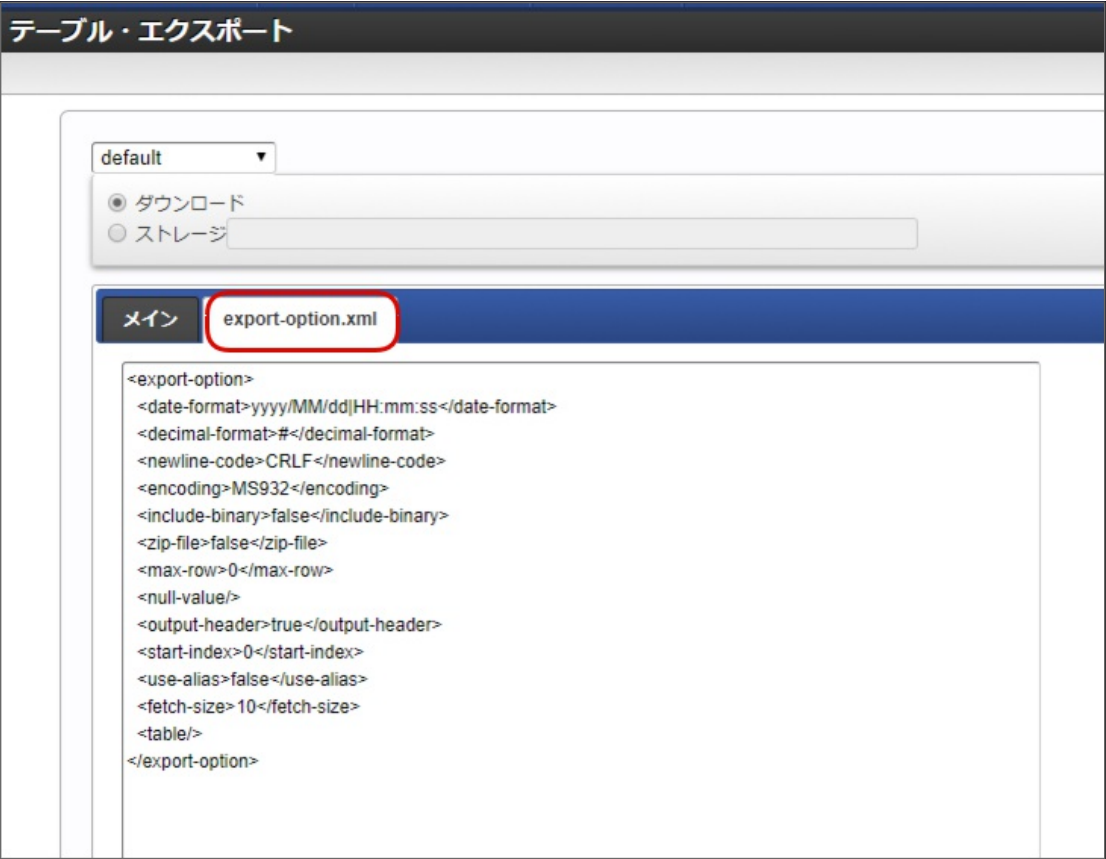 テーブル・エクスポート
default
ダウンロード
ストレージ
メイン
export-option.xml
<export-option>
<date-format>yyyy/MM/dd|HH:mm:ss</date-format>
<decimal-format>#</decimal-format>
<newline-code>CRLF</newline-code>
<encoding>MS932</encoding>
<include-binary>false</include-binary>
<zip-file>false</zip-file>
<max-row>0</max-row>
<null-value/>
<output-header>true</output-header>
<start-index>0</start-index>
<use-alias>false</use-alias>
<fetch-size>10</fetch-size>
<table/>
</export-option>